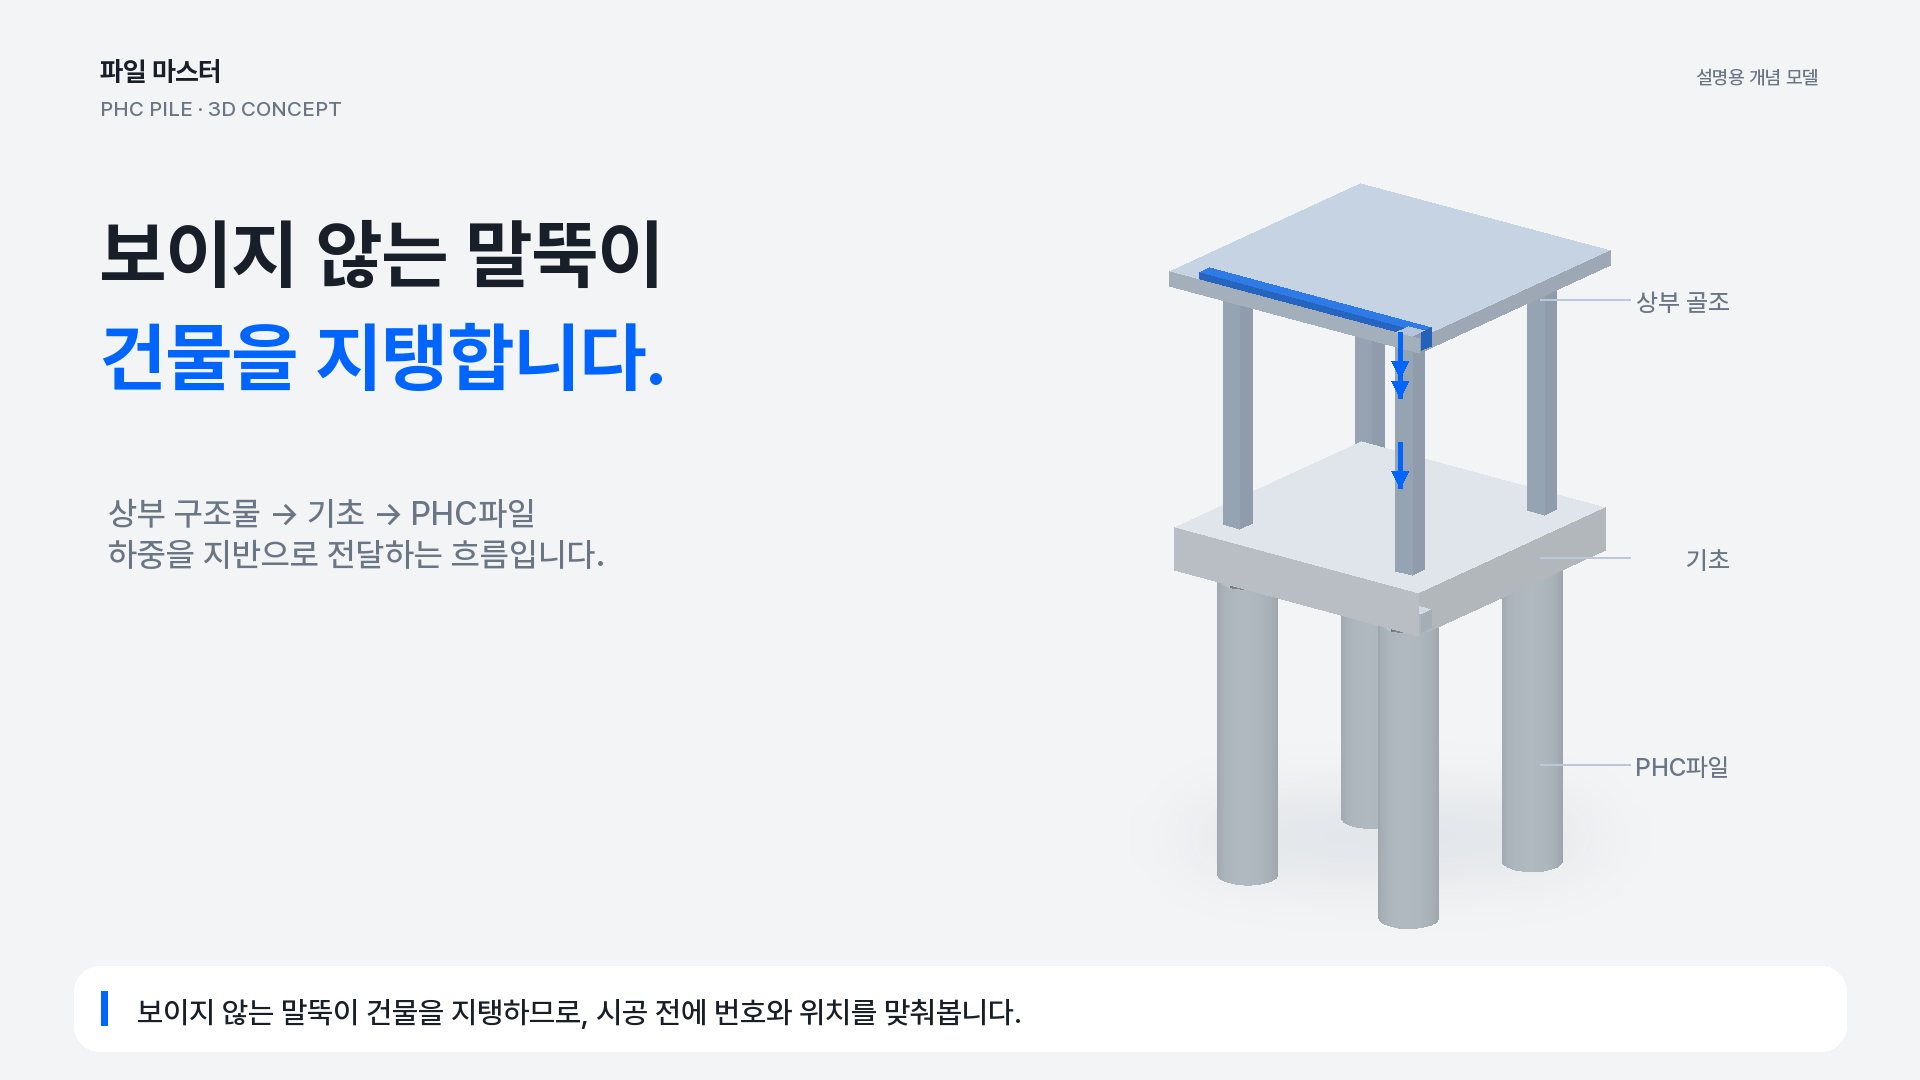 파일 마스터
PHC PILE · 3D CONCEPT
설명용 개념 모델
보이지 않는 말뚝이
건물을 지탱합니다.
상부 구조물 → 기초 → PHC파일
하중을 지반으로 전달하는 흐름입니다.
상부 골조
기초
PHC파일
보이지 않는 말뚝이 건물을 지탱하므로, 시공 전에 번호와 위치를 맞춰봅니다.